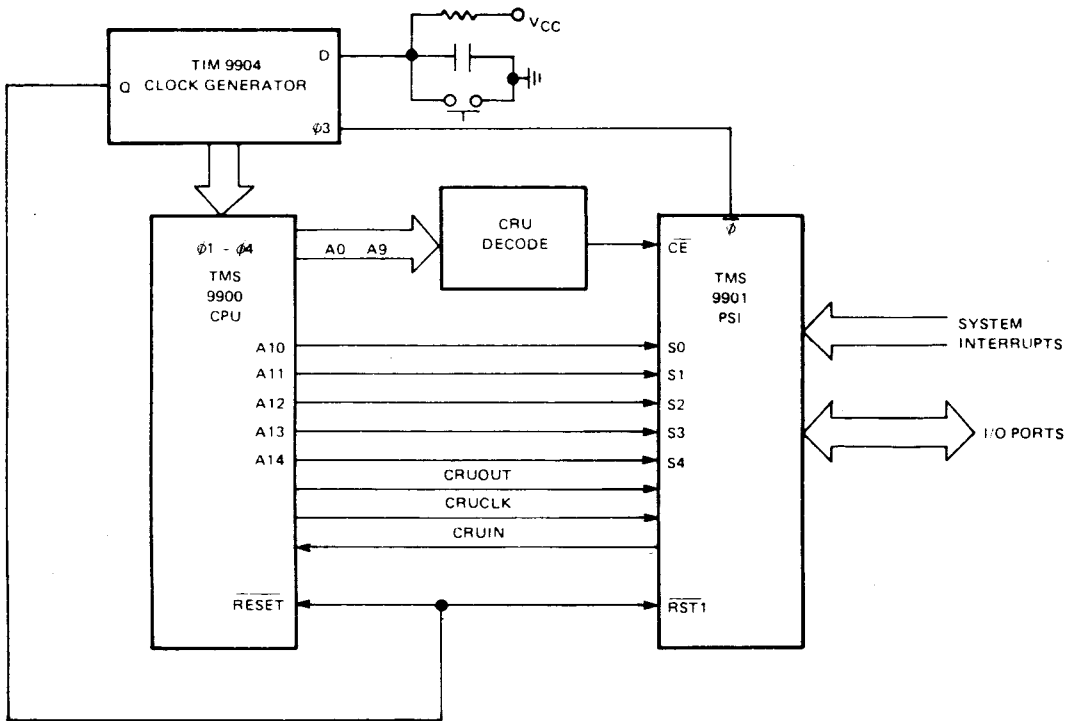 VCC
TIM 9904
CLOCK GENERATOR
D
Q
φ3
φ1 - φ4
TMS
9900
CPU
A0 A9
CRU
DECODE
CE
φ
TMS
9901
PSI
SYSTEM
INTERRUPTS
A10
S0
A11
S1
A12
S2
A13
S3
I/O PORTS
A14
S4
CRUOUT
CRUCLK
CRUIN
RESET
RST1